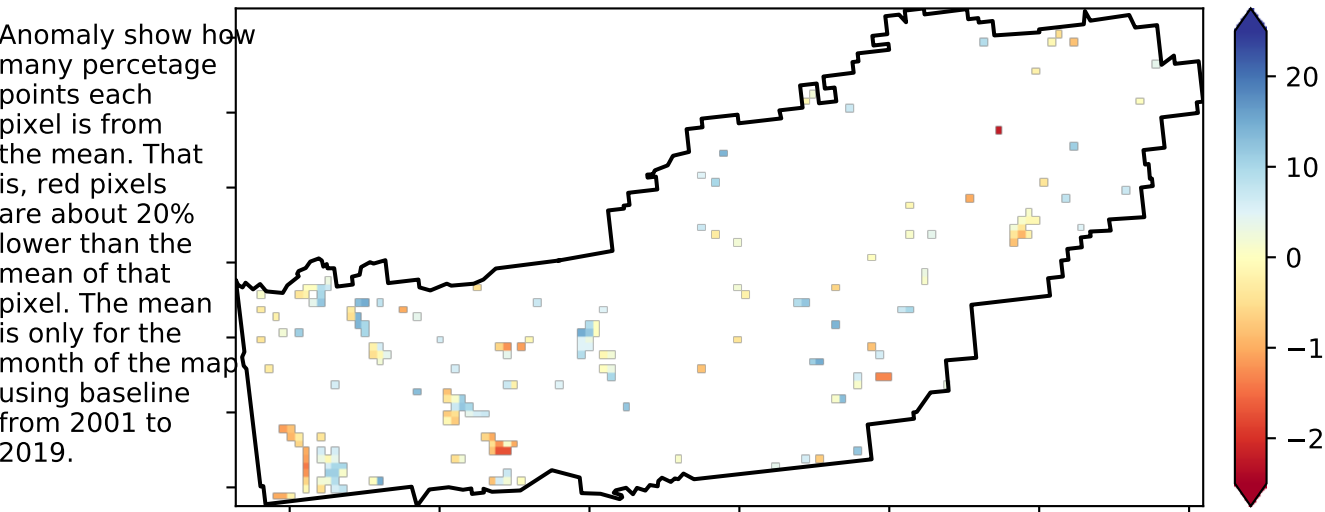 Anomaly show how
many percetage
points each
pixel is from
the mean. That
is, red pixels
are about 20%
lower than the
mean of that
pixel. The mean
is only for the
month of the map
using baseline
from 2001 to
2019.
20
10
0
−1
−2